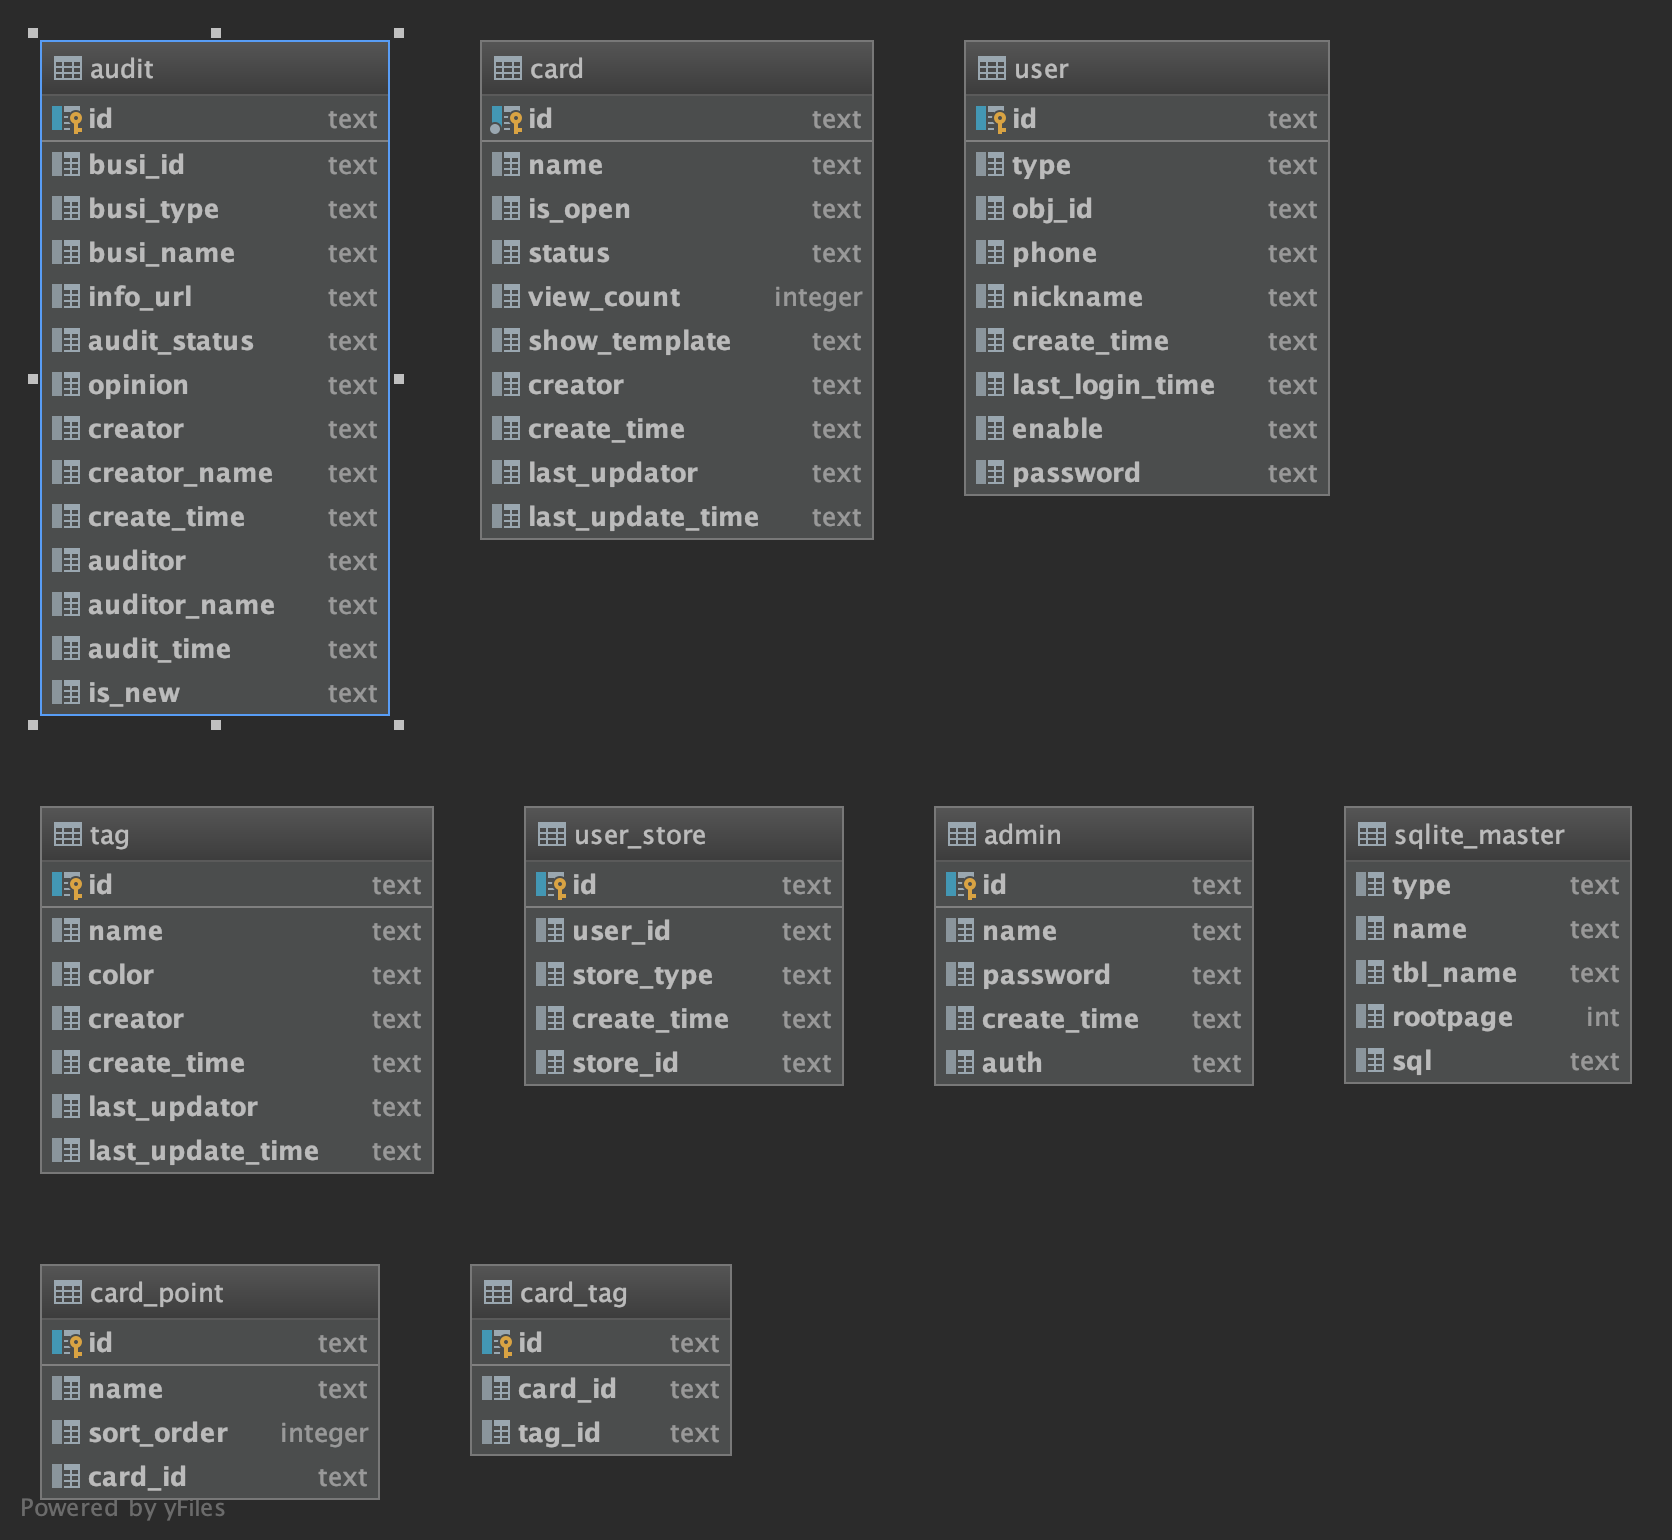 audit
id text
busi_id text
busi_type text
busi_name text
info_url text
audit_status text
opinion text
creator text
creator_name text
create_time text
auditor text
auditor_name text
audit_time text
is_new text
card
id text
name text
is_open text
status text
view_count integer
show_template text
creator text
create_time text
last_updator text
last_update_time text
user
id text
type text
obj_id text
phone text
nickname text
create_time text
last_login_time text
enable text
password text
tag
id text
name text
color text
creator text
create_time text
last_updator text
last_update_time text
user_store
id text
user_id text
store_type text
create_time text
store_id text
admin
id text
name text
password text
create_time text
auth text
sqlite_master
type text
name text
tbl_name text
rootpage int
sql text
card_point
id text
name text
sort_order integer
card_id text
card_tag
id text
card_id text
tag_id text
Powered by yFiles